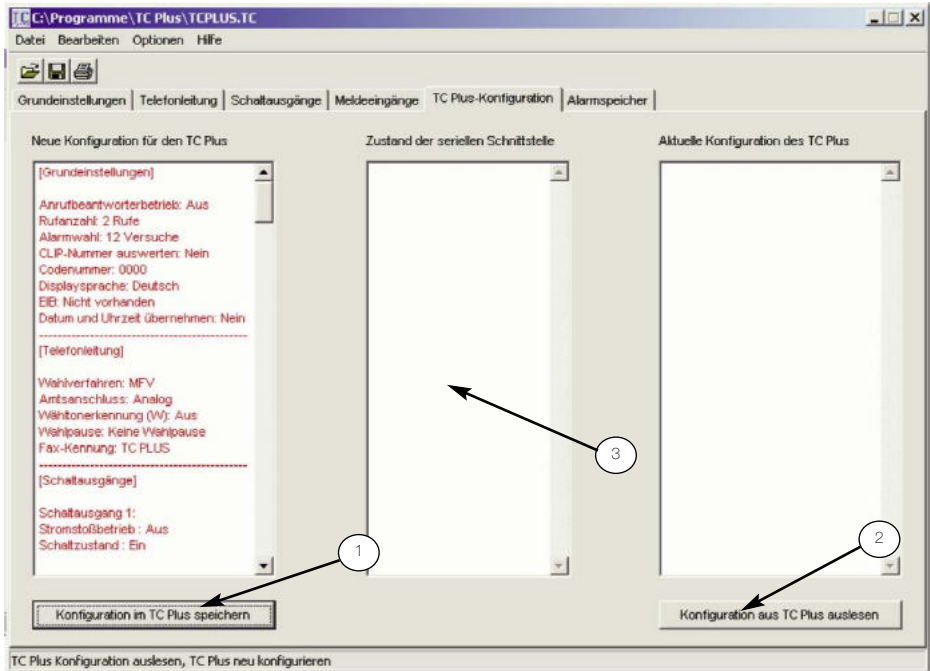 TC C:\Programme\TC Plus\TCPLUS.TC
Datei Bearbeiten Optionen Hilfe
Grundeinstellungen Telefonleitung Schaltausgänge Meldeeingänge TC Plus-Konfiguration Alarmspeicher
Neue Konfiguration für den TC Plus
[Grundeinstellungen]
Anrufbeantworterbetrieb: Aus
Rufanzahl: 2 Rufe
Alarmwahl: 12 Versuche
CLIP-Nummer auswerten: Nein
Codenummer: 0000
Displaysprache: Deutsch
EIB: Nicht vorhanden
Datum und Uhrzeit übernehmen: Nein
--------------------------------------------------
[Telefonleitung]
Wahlverfahren: MFV
Amtsanschluss: Analog
Wähltonerkennung (W): Aus
Wahlpause: Keine Wahlpause
Fax-Kennung: TC PLUS
--------------------------------------------------
[Schaltausgänge]
Schaltausgang 1:
Stromstoßbetrieb : Aus
Schaltzustand : Ein
1
Konfiguration im TC Plus speichern
Zustand der seriellen Schnittstelle
3
Aktuelle Konfiguration des TC Plus
2
Konfiguration aus TC Plus auslesen
TC Plus Konfiguration auslesen, TC Plus neu konfigurieren